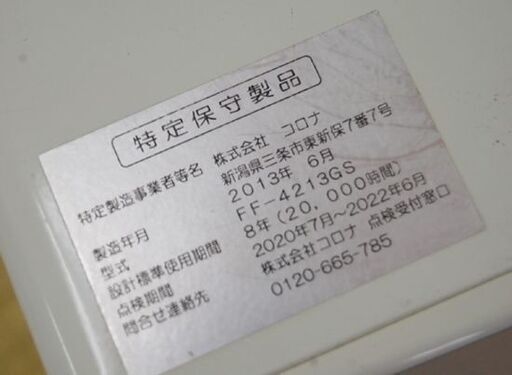 特定保守製品
特定製造事業者等名 株式会社 コロナ
新潟県三条市東新保7番7号
製造年月 2013年 6月
型式 FF-4213GS
設計標準使用期間 8年(20,000時間)
点検期間 2020年7月～2022年6月
問合せ連絡先 株式会社コロナ 点検受付窓口
0120-665-785